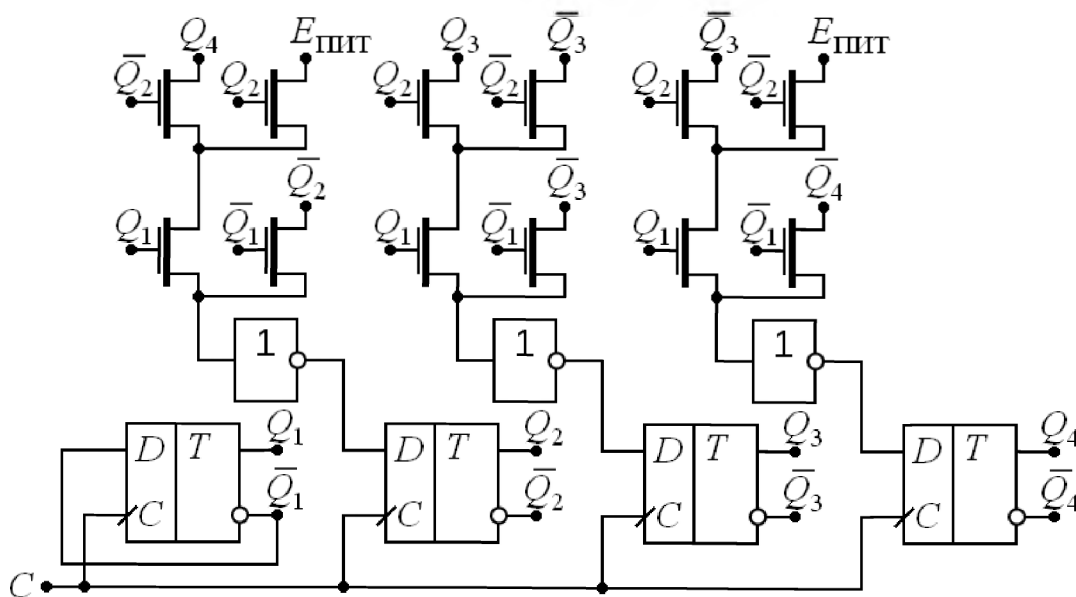 Q̅₂ Q₄ Q₂ Eпит Q₂ Q₃ Q̅₂ Q̅₃ Q₂ Q̅₃ Q̅₂ Eпит
Q₁ Q̅₁ Q̅₂ Q₁ Q̅₁ Q̅₃ Q₁ Q̅₁ Q̅₄
1 1 1
D T Q₁ D T Q₂ D T Q₃ D T Q₄
C Q̅₁ C Q̅₂ C Q̅₃ C Q̅₄
C